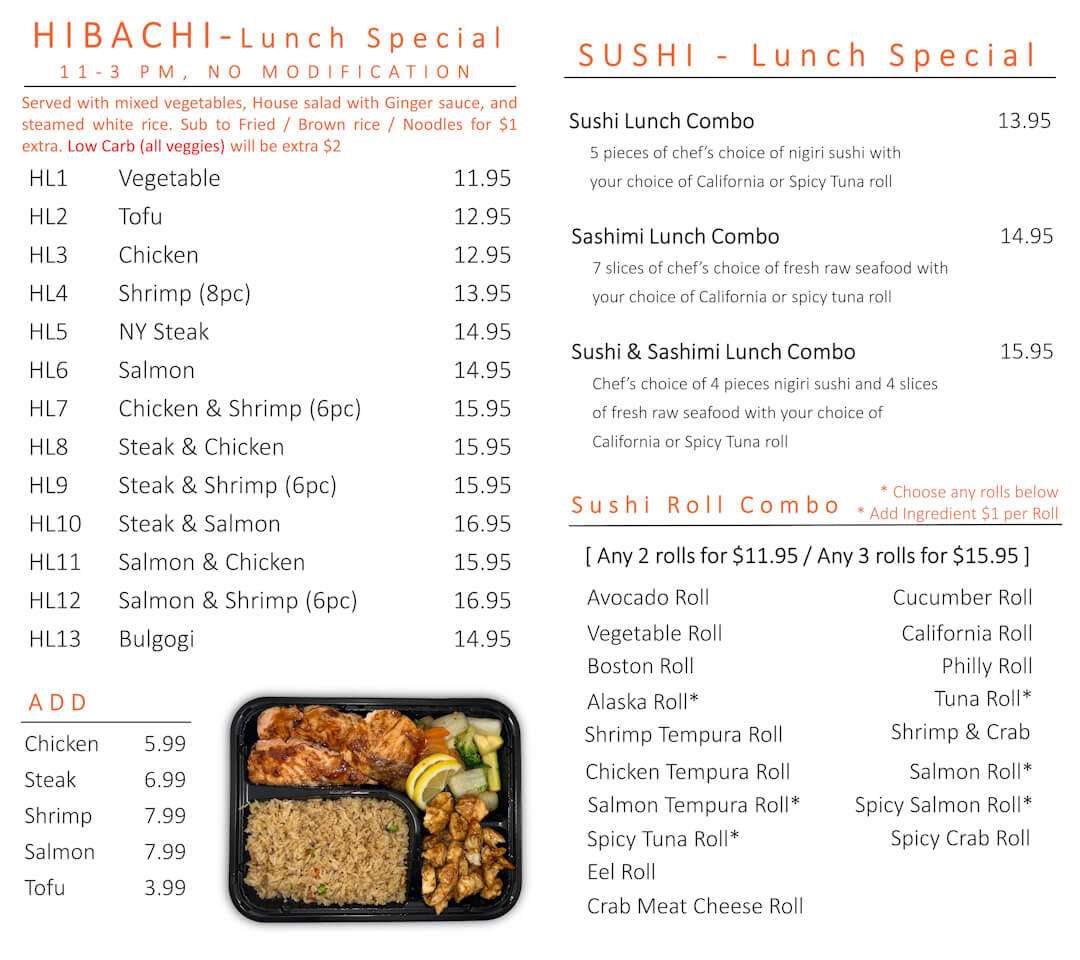 HIBACHI-Lunch Special
11-3 PM, NO MODIFICATION
Served with mixed vegetables, House salad with Ginger sauce, and
steamed white rice. Sub to Fried / Brown rice / Noodles for $1
extra. Low Carb (all veggies) will be extra $2
HL1 Vegetable 11.95
HL2 Tofu 12.95
HL3 Chicken 12.95
HL4 Shrimp (8pc) 13.95
HL5 NY Steak 14.95
HL6 Salmon 14.95
HL7 Chicken & Shrimp (6pc) 15.95
HL8 Steak & Chicken 15.95
HL9 Steak & Shrimp (6pc) 15.95
HL10 Steak & Salmon 16.95
HL11 Salmon & Chicken 15.95
HL12 Salmon & Shrimp (6pc) 16.95
HL13 Bulgogi 14.95
ADD
Chicken 5.99
Steak 6.99
Shrimp 7.99
Salmon 7.99
Tofu 3.99
SUSHI - Lunch Special
Sushi Lunch Combo 13.95
5 pieces of chef's choice of nigiri sushi with
your choice of California or Spicy Tuna roll
Sashimi Lunch Combo 14.95
7 slices of chef's choice of fresh raw seafood with
your choice of California or spicy tuna roll
Sushi & Sashimi Lunch Combo 15.95
Chef's choice of 4 pieces nigiri sushi and 4 slices
of fresh raw seafood with your choice of
California or Spicy Tuna roll
Sushi Roll Combo
* Choose any rolls below
* Add Ingredient $1 per Roll
[ Any 2 rolls for $11.95 / Any 3 rolls for $15.95 ]
Avocado Roll Cucumber Roll
Vegetable Roll California Roll
Boston Roll Philly Roll
Alaska Roll* Tuna Roll*
Shrimp Tempura Roll Shrimp & Crab
Chicken Tempura Roll Salmon Roll*
Salmon Tempura Roll* Spicy Salmon Roll*
Spicy Tuna Roll* Spicy Crab Roll
Eel Roll
Crab Meat Cheese Roll